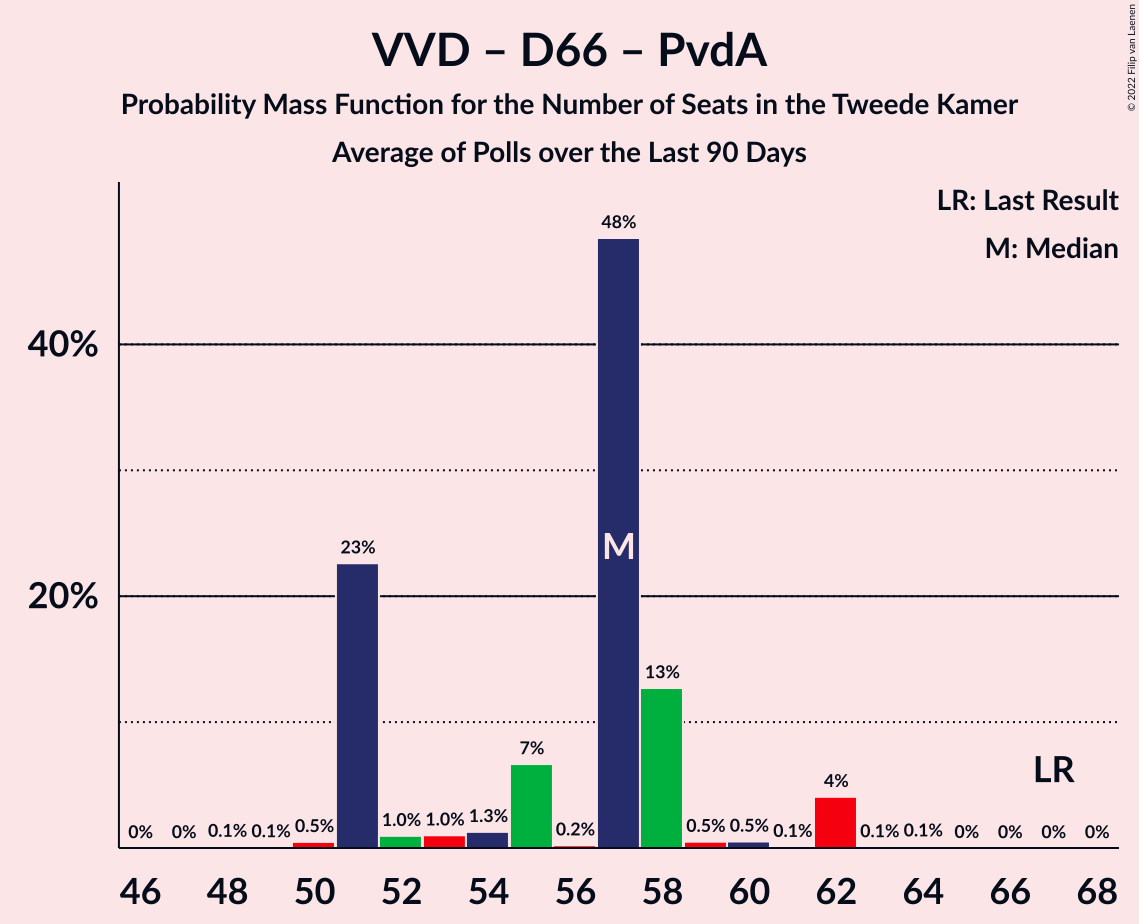 VVD – D66 – PvdA
Probability Mass Function for the Number of Seats in the Tweede Kamer
Average of Polls over the Last 90 Days
© 2022 Filip van Laenen
LR: Last Result
M: Median
40%
20%
0% 0% 0.1% 0.1% 0.5% 23% 1.0% 1.0% 1.3% 7% 0.2% 48% 13% 0.5% 0.5% 0.1% 4% 0.1% 0.1% 0% 0% 0% 0%
M
LR
46 48 50 52 54 56 58 60 62 64 66 68